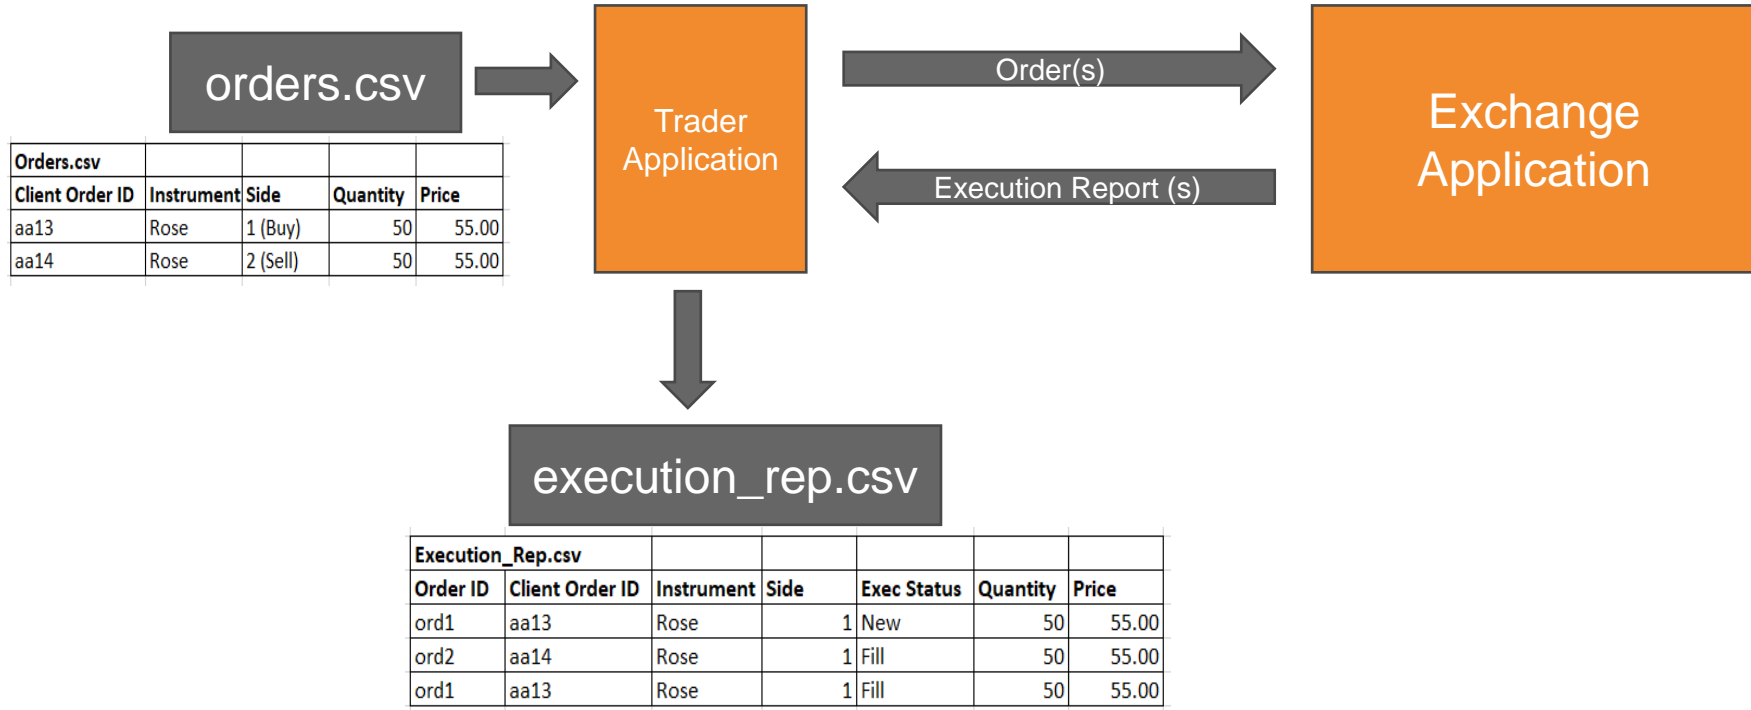 orders.csv
Trader
Application
Order(s)
Execution Report (s)
Exchange
Application
Orders.csv
Client Order ID Instrument Side Quantity Price
aa13 Rose 1 (Buy) 50 55.00
aa14 Rose 2 (Sell) 50 55.00
execution_rep.csv
Execution_Rep.csv
Order ID Client Order ID Instrument Side Exec Status Quantity Price
ord1 aa13 Rose 1 New 50 55.00
ord2 aa14 Rose 1 Fill 50 55.00
ord1 aa13 Rose 1 Fill 50 55.00